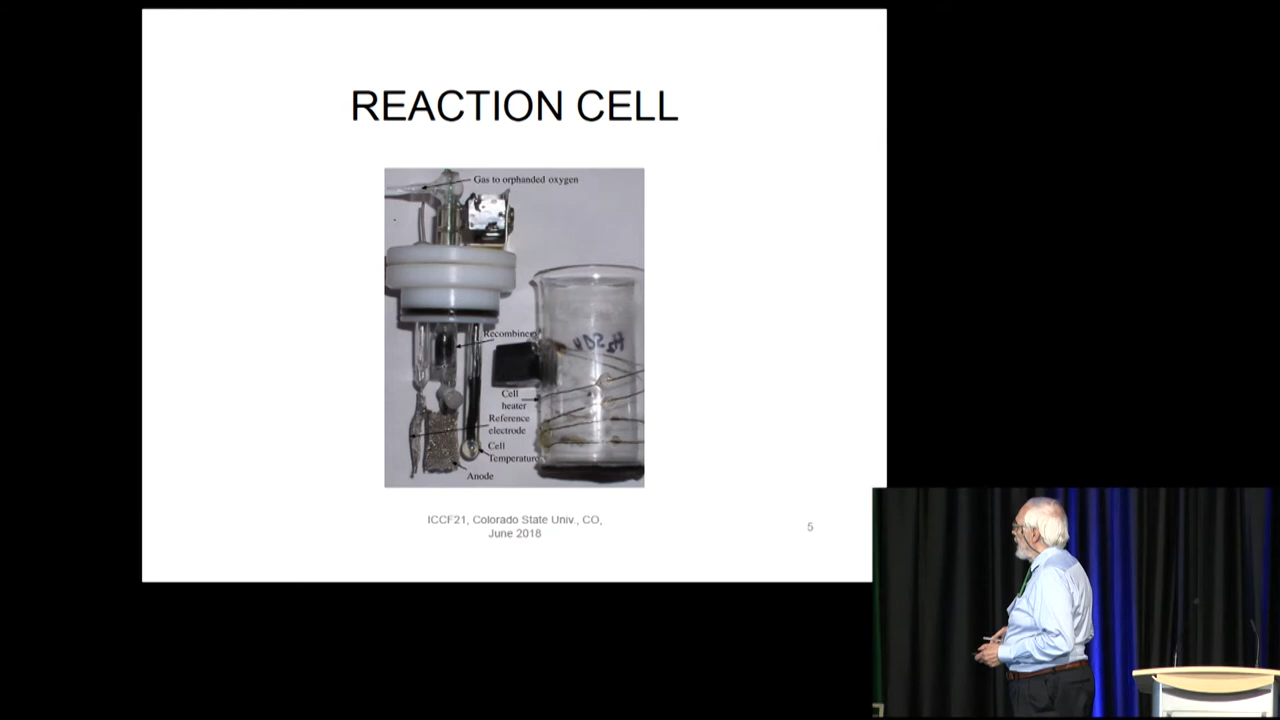 REACTION CELL
Gas to orphanded oxygen
Recombiner
Cell
heater
Reference
electrode
Cell
Temperature
Anode
H2SO4
ICCF21, Colorado State Univ., CO,
June 2018
5